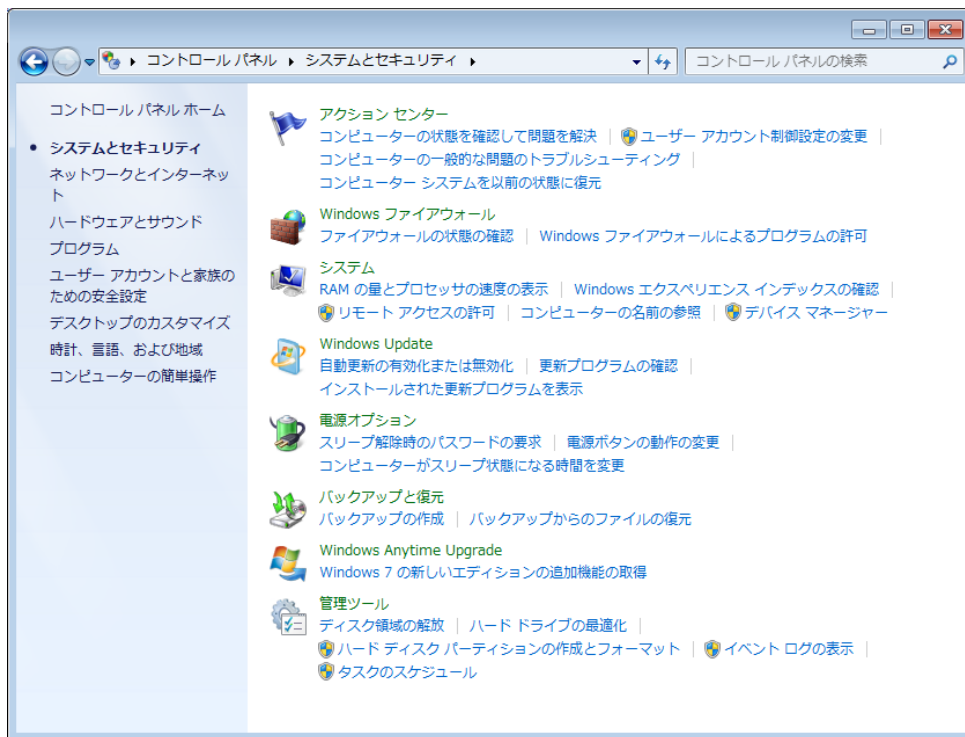 コントロール パネル システムとセキュリティ
コントロール パネルの検索
コントロール パネル ホーム
システムとセキュリティ
ネットワークとインターネッ
ト
ハードウェアとサウンド
プログラム
ユーザー アカウントと家族の
ための安全設定
デスクトップのカスタマイズ
時計、言語、および地域
コンピューターの簡単操作
アクション センター
コンピューターの状態を確認して問題を解決 ユーザー アカウント制御設定の変更
コンピューターの一般的な問題のトラブルシューティング
コンピューター システムを以前の状態に復元
Windows ファイアウォール
ファイアウォールの状態の確認 Windows ファイアウォールによるプログラムの許可
システム
RAM の量とプロセッサの速度の表示 Windows エクスペリエンス インデックスの確認
リモート アクセスの許可 コンピューターの名前の参照 デバイス マネージャー
Windows Update
自動更新の有効化または無効化 更新プログラムの確認
インストールされた更新プログラムを表示
電源オプション
スリープ解除時のパスワードの要求 電源ボタンの動作の変更
コンピューターがスリープ状態になる時間を変更
バックアップと復元
バックアップの作成 バックアップからのファイルの復元
Windows Anytime Upgrade
Windows 7 の新しいエディションの追加機能の取得
管理ツール
ディスク領域の解放 ハード ドライブの最適化
ハード ディスク パーティションの作成とフォーマット イベント ログの表示
タスクのスケジュール